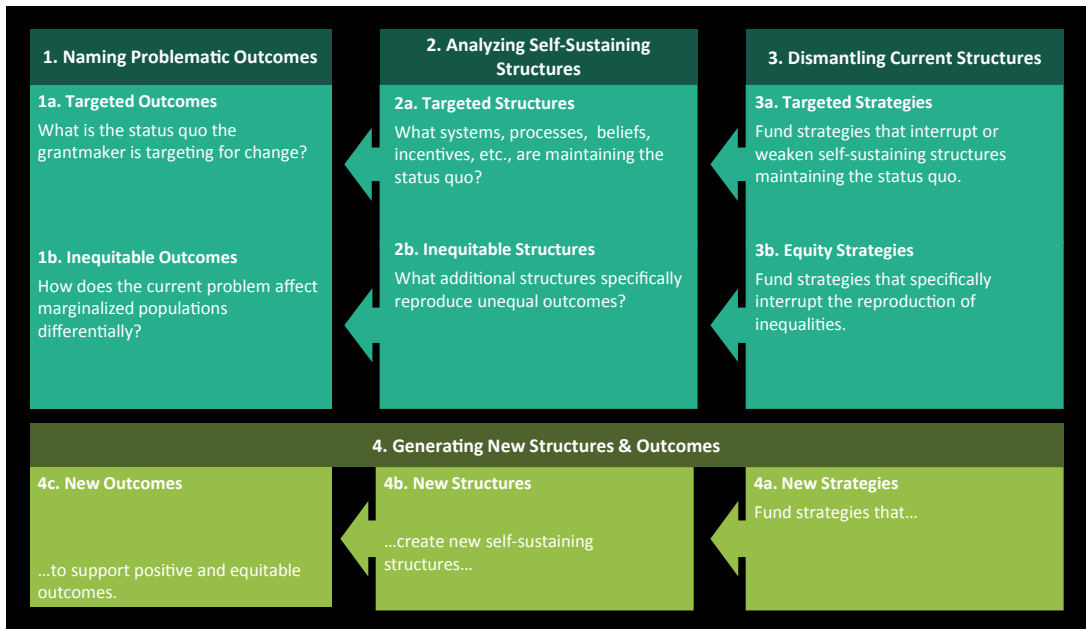 1. Naming Problematic Outcomes
1a. Targeted Outcomes
What is the status quo the
grantmaker is targeting for change?
1b. Inequitable Outcomes
How does the current problem affect
marginalized populations
differentially?
2. Analyzing Self-Sustaining
Structures
2a. Targeted Structures
What systems, processes, beliefs,
incentives, etc., are maintaining the
status quo?
2b. Inequitable Structures
What additional structures specifically
reproduce unequal outcomes?
3. Dismantling Current Structures
3a. Targeted Strategies
Fund strategies that interrupt or
weaken self-sustaining structures
maintaining the status quo.
3b. Equity Strategies
Fund strategies that specifically
interrupt the reproduction of
inequalities.
4. Generating New Structures & Outcomes
4c. New Outcomes
…to support positive and equitable
outcomes.
4b. New Structures
…create new self-sustaining
structures…
4a. New Strategies
Fund strategies that…